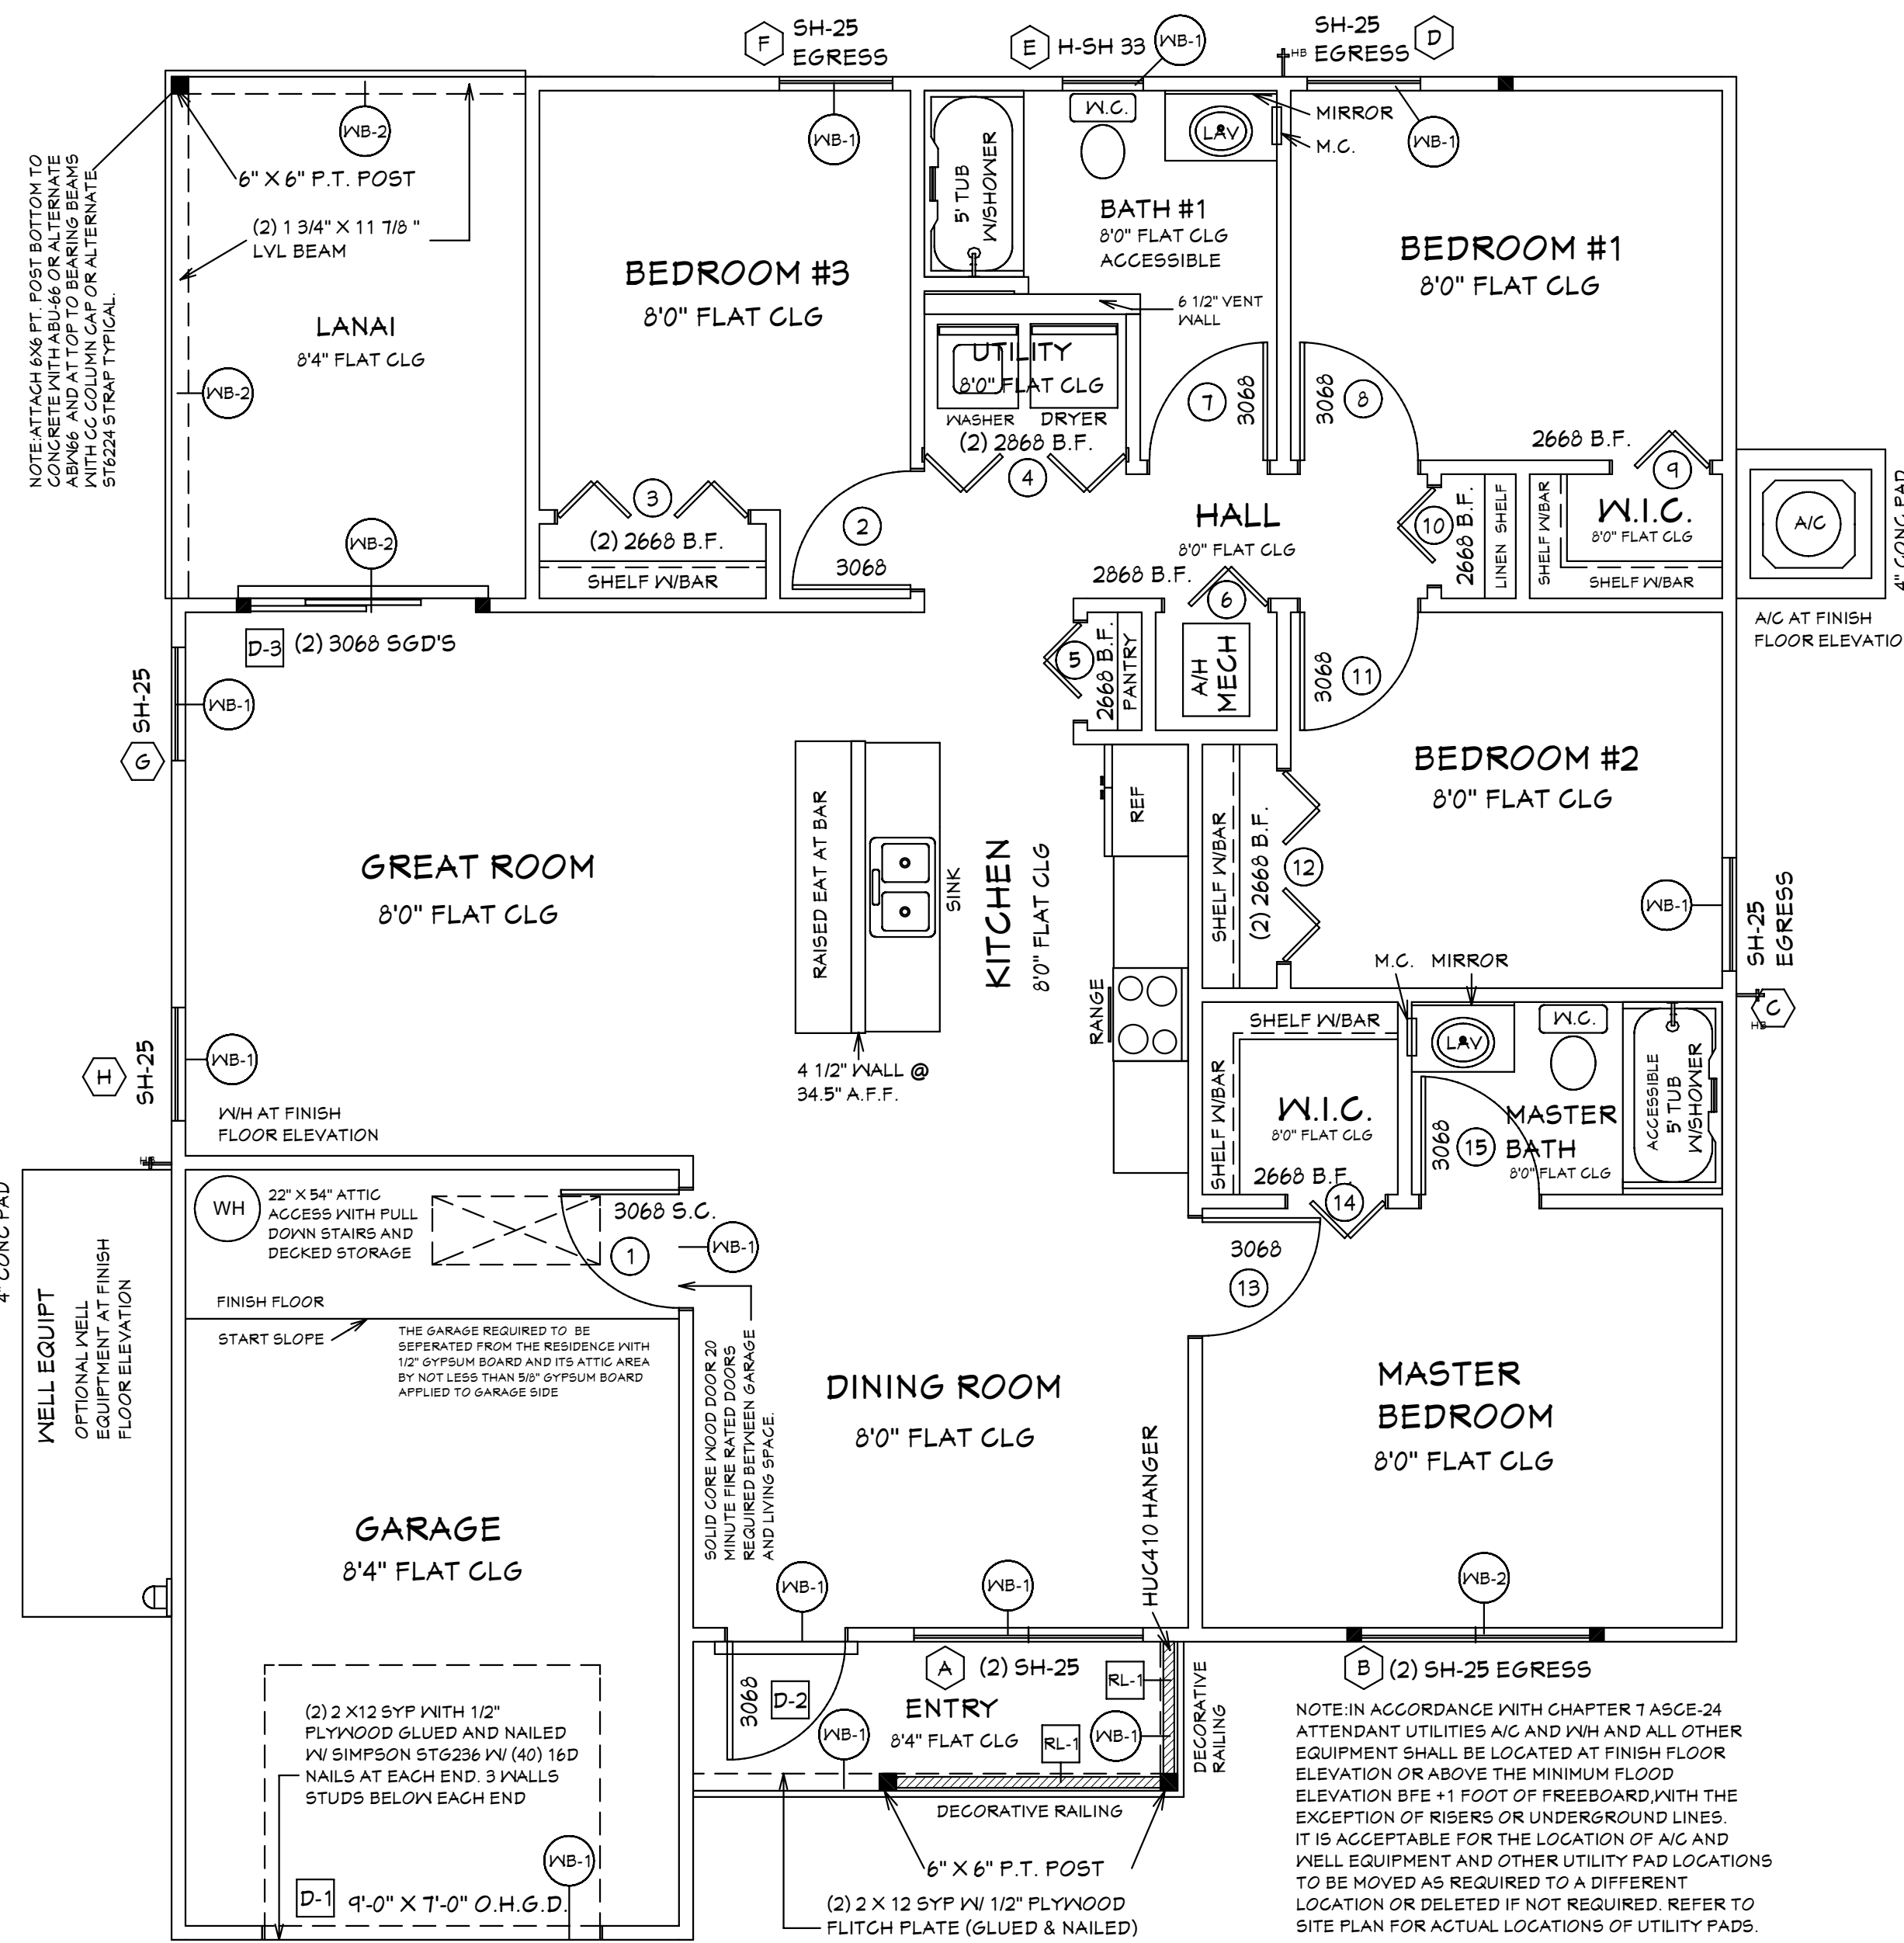 F
SH-25
EGRESS
E
H-SH 33
WB-1
SH-25
EGRESS
D
HB
WB-2
6" X 6" P.T. POST
(2) 1 3/4" X 11 7/8 "
LVL BEAM
LANAI
8'4" FLAT CLG
WB-2
WB-2
NOTE:ATTACH 6X6 PT. POST BOTTOM TO
CONCRETE WITH ABU-66 OR ALTERNATE
ABW66 AND AT TOP TO BEARING BEAMS
WITH CC COLUMN CAP OR ALTERNATE
ST6224 STRAP TYPICAL.
WB-1
BEDROOM #3
8'0" FLAT CLG
3
(2) 2668 B.F.
SHELF W/BAR
2
3068
5' TUB
W/SHOWER
W.C.
LAV
MIRROR
M.C.
BATH #1
8'0" FLAT CLG
ACCESSIBLE
6 1/2" VENT
WALL
UTILITY
8'0" FLAT CLG
WASHER
DRYER
(2) 2868 B.F.
4
7
3068
WB-1
BEDROOM #1
8'0" FLAT CLG
3068
8
2668 B.F.
9
HALL
8'0" FLAT CLG
10
2668 B.F.
LINEN SHELF
SHELF W/BAR
W.I.C.
8'0" FLAT CLG
SHELF W/BAR
A/C
4" CONC PAD
A/C AT FINISH
FLOOR ELEVATIO
2868 B.F.
6
5
2668 B.F.
PANTRY
A/H
MECH
3068
11
D-3
(2) 3068 SGD'S
SH-25
G
WB-1
BEDROOM #2
8'0" FLAT CLG
GREAT ROOM
8'0" FLAT CLG
RAISED EAT AT BAR
SINK
KITCHEN
8'0" FLAT CLG
REF
RANGE
SHELF W/BAR
(2) 2668 B.F.
12
WB-1
SH-25
EGRESS
C
HB
4 1/2" WALL @
34.5" A.F.F.
H
SH-25
WB-1
W/H AT FINISH
FLOOR ELEVATION
M.C.
MIRROR
SHELF W/BAR
SHELF W/BAR
W.I.C.
8'0" FLAT CLG
2668 B.F.
14
LAV
W.C.
3068
15
MASTER
BATH
8'0" FLAT CLG
ACCESSIBLE
5' TUB
W/SHOWER
HB
4" CONC PAD
WELL EQUIPT
OPTIONAL WELL
EQUIPTMENT AT FINISH
FLOOR ELEVATION
WH
22" X 54" ATTIC
ACCESS WITH PULL
DOWN STAIRS AND
DECKED STORAGE
3068 S.C.
1
WB-1
FINISH FLOOR
START SLOPE
THE GARAGE REQUIRED TO BE
SEPERATED FROM THE RESIDENCE WITH
1/2" GYPSUM BOARD AND ITS ATTIC AREA
BY NOT LESS THAN 5/8" GYPSUM BOARD
APPLIED TO GARAGE SIDE
SOLID CORE WOOD DOOR 20
MINUTE FIRE RATED DOORS
REQUIRED BETWEEN GARAGE
AND LIVING SPACE.
3068
13
DINING ROOM
8'0" FLAT CLG
MASTER
BEDROOM
8'0" FLAT CLG
GARAGE
8'4" FLAT CLG
HUC410 HANGER
WB-1
WB-1
WB-2
A
(2) SH-25
B
(2) SH-25 EGRESS
3068
D-2
ENTRY
8'4" FLAT CLG
WB-1
RL-1
RL-1
WB-1
DECORATIVE
RAILING
DECORATIVE RAILING
(2) 2 X12 SYP WITH 1/2"
PLYWOOD GLUED AND NAILED
W/ SIMPSON STG236 W/ (40) 16D
NAILS AT EACH END. 3 WALLS
STUDS BELOW EACH END
WB-1
D-1
9'-0" X 7'-0" O.H.G.D.
6" X 6" P.T. POST
(2) 2 X 12 SYP W/ 1/2" PLYWOOD
FLITCH PLATE (GLUED & NAILED)
NOTE:IN ACCORDANCE WITH CHAPTER 7 ASCE-24
ATTENDANT UTILITIES A/C AND W/H AND ALL OTHER
EQUIPMENT SHALL BE LOCATED AT FINISH FLOOR
ELEVATION OR ABOVE THE MINIMUM FLOOD
ELEVATION BFE +1 FOOT OF FREEBOARD,WITH THE
EXCEPTION OF RISERS OR UNDERGROUND LINES.
IT IS ACCEPTABLE FOR THE LOCATION OF A/C AND
WELL EQUIPMENT AND OTHER UTILITY PAD LOCATIONS
TO BE MOVED AS REQUIRED TO A DIFFERENT
LOCATION OR DELETED IF NOT REQUIRED. REFER TO
SITE PLAN FOR ACTUAL LOCATIONS OF UTILITY PADS.